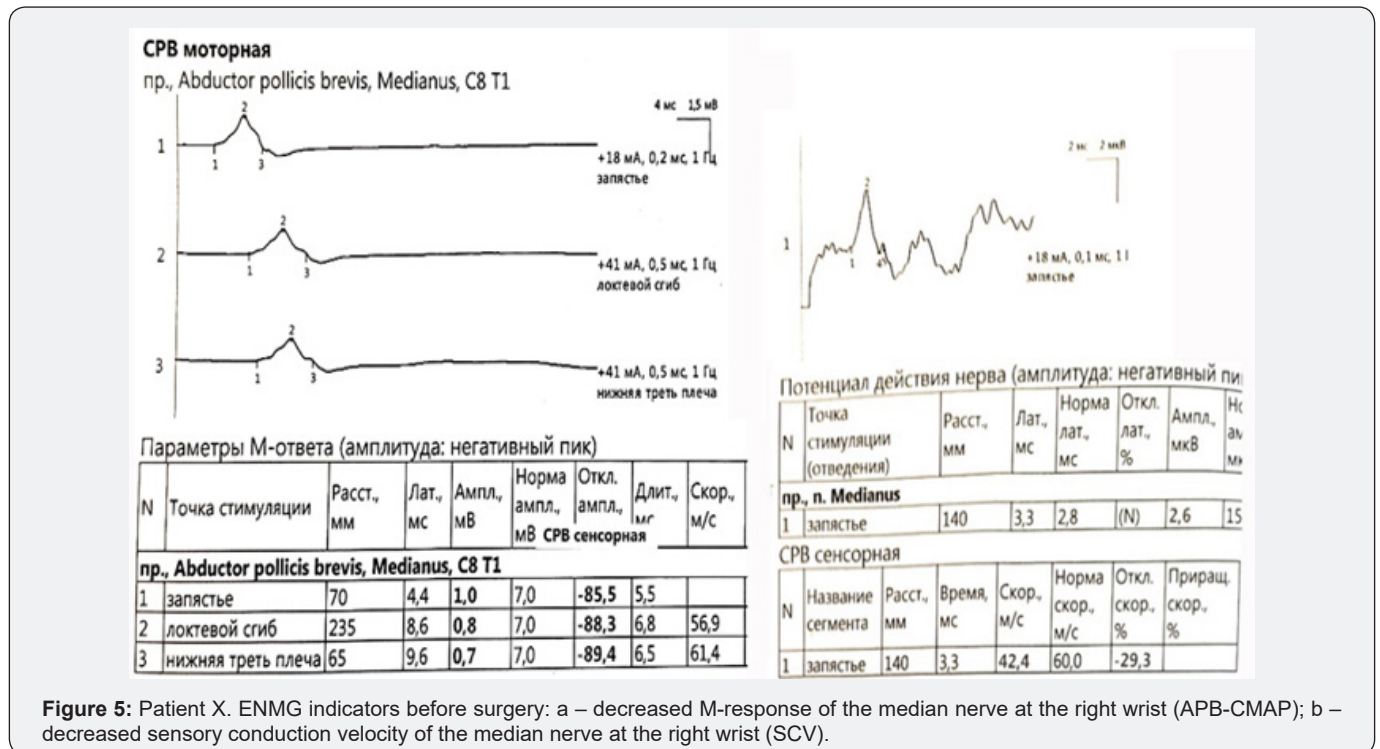 СРВ моторная
пр., Abductor pollicis brevis, Medianus, C8 T1
4 мс 1,5 мВ
2
1
1 3
+18 мА, 0,2 мс, 1 Гц
запястье
2
2
1 3
+41 мА, 0,5 мс, 1 Гц
локтевой сгиб
2
3
1 3
+41 мА, 0,5 мс, 1 Гц
нижняя треть плеча
Параметры М-ответа (амплитуда: негативный пик)
N Точка стимуляции Расст., мм Лат., мс Ампл., мВ Норма ампл., мВ Откл. ампл., Длит., Скор., м/с
СРВ сенсорная
пр., Abductor pollicis brevis, Medianus, C8 T1
1 запястье 70 4,4 1,0 7,0 -85,5 5,5
2 локтевой сгиб 235 8,6 0,8 7,0 -88,3 6,8 56,9
3 нижняя треть плеча 65 9,6 0,7 7,0 -89,4 6,5 61,4
2 мс 2 мкВ
2
1
1
+18 мА, 0,1 мс, 1
запястье
Потенциал действия нерва (амплитуда: негативный пи
N Точка стимуляции (отведения) Расст., мм Лат., мс Норма лат., мс Откл. лат., % Ампл., мкВ
пр., n. Medianus
1 запястье 140 3,3 2,8 (N) 2,6 15
СРВ сенсорная
N Название сегмента Расст., мм Время, мс Скор., м/с Норма скор., м/с Откл. скор., % Приращ. скор., %
1 запястье 140 3,3 42,4 60,0 -29,3
Figure 5: Patient X. ENMG indicators before surgery: a – decreased M-response of the median nerve at the right wrist (APB-CMAP); b –
decreased sensory conduction velocity of the median nerve at the right wrist (SCV).